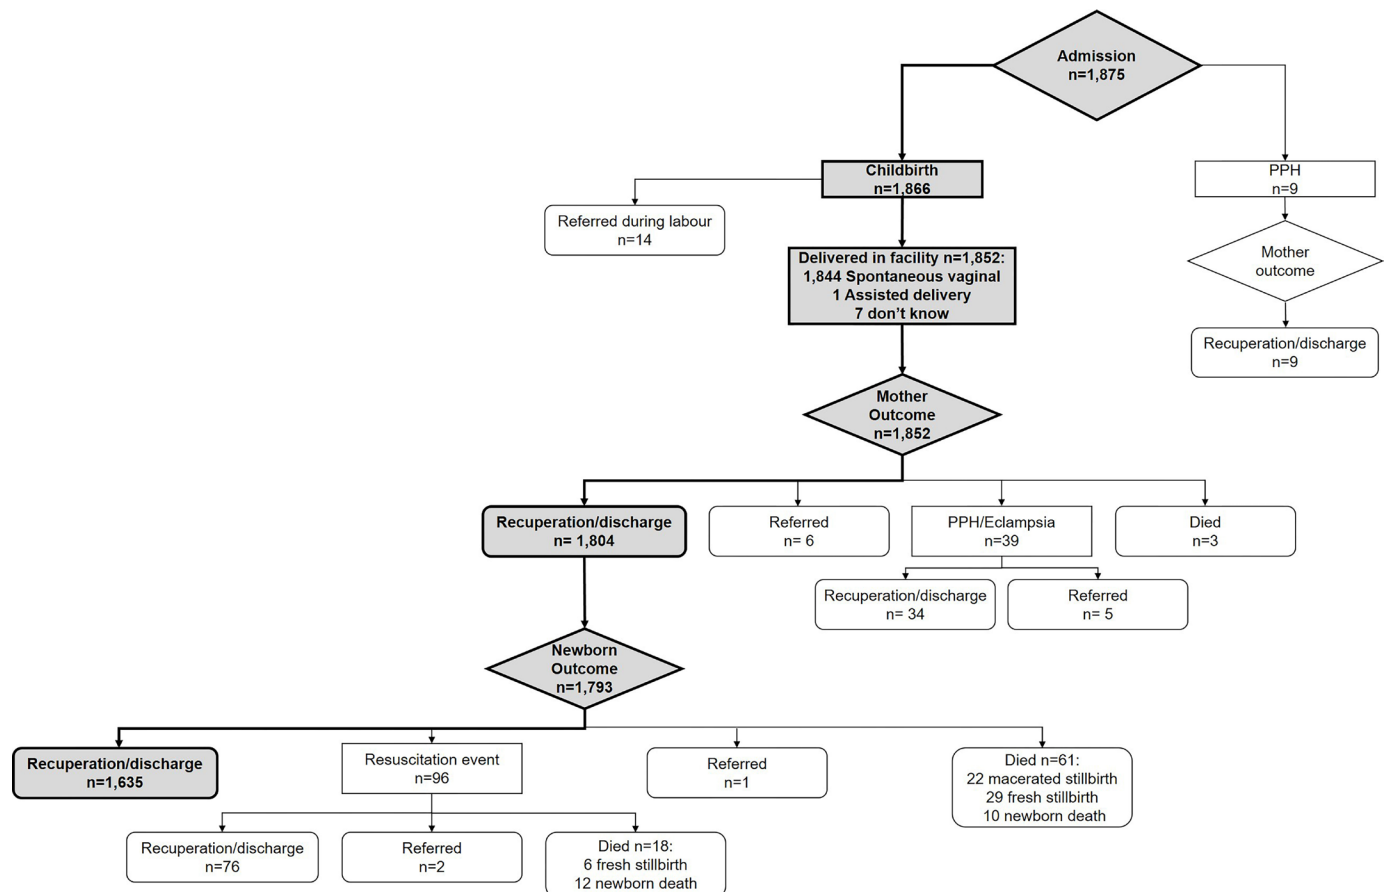 Admission
n=1,875
Childbirth
n=1,866
PPH
n=9
Referred during labour
n=14
Delivered in facility n=1,852:
1,844 Spontaneous vaginal
1 Assisted delivery
7 don’t know
Mother
outcome
Recuperation/discharge
n=9
Mother
Outcome
n=1,852
Recuperation/discharge
n= 1,804
Referred
n= 6
PPH/Eclampsia
n=39
Died
n=3
Recuperation/discharge
n= 34
Referred
n= 5
Newborn
Outcome
n=1,793
Recuperation/discharge
n=1,635
Resuscitation event
n=96
Referred
n=1
Died n=61:
22 macerated stillbirth
29 fresh stillbirth
10 newborn death
Recuperation/discharge
n=76
Referred
n=2
Died n=18:
6 fresh stillbirth
12 newborn death